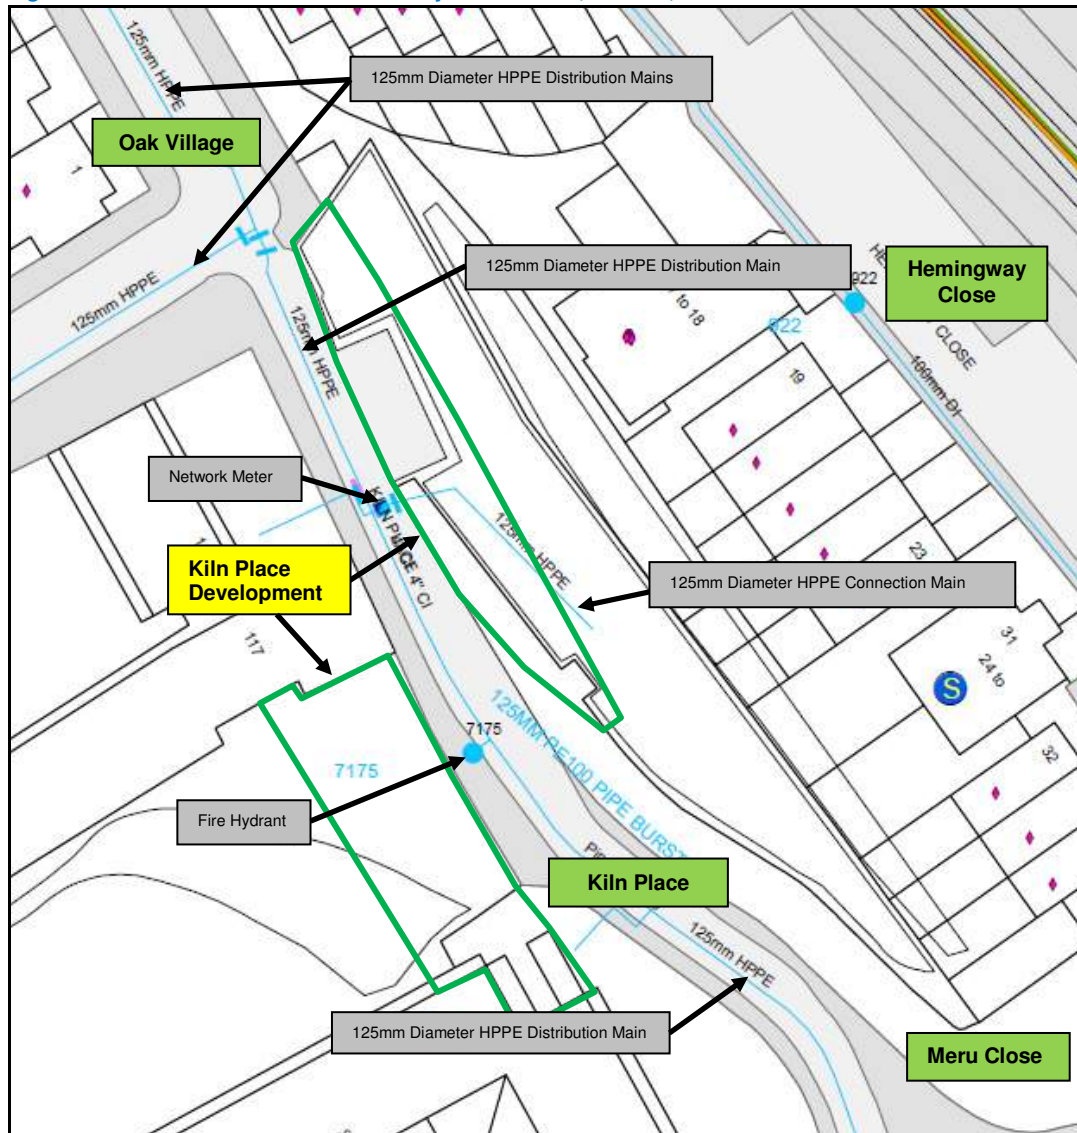 125mm HPPE
125mm Diameter HPPE Distribution Mains
Oak Village
1
125mm Diameter HPPE Distribution Main
Hemingway
Close
922
to 18
922
125mm HPPE
125mm HPPE
CLOSE
100mm DI
19
Network Meter
KILN PLACE 4" CI
125mm HPPE
23
Kiln Place
Development
125mm Diameter HPPE Connection Main
117
31
24 to
S
7175
125MM PE100 PIPE BURST
32
7175
Fire Hydrant
Kiln Place
125mm HPPE
125mm Diameter HPPE Distribution Main
Meru Close